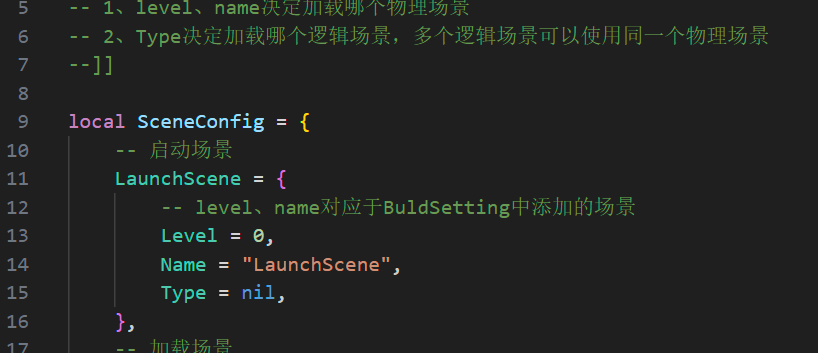 5 -- 1、level、name决定加载哪个物理场景
6 -- 2、Type决定加载哪个逻辑场景，多个逻辑场景可以使用同一个物理场景
7 --]]
8
9 local SceneConfig = {
10 -- 启动场景
11 LaunchScene = {
12 -- level、name对应于BuldSetting中添加的场景
13 Level = 0,
14 Name = "LaunchScene",
15 Type = nil,
16 },
17 -- 加载场景